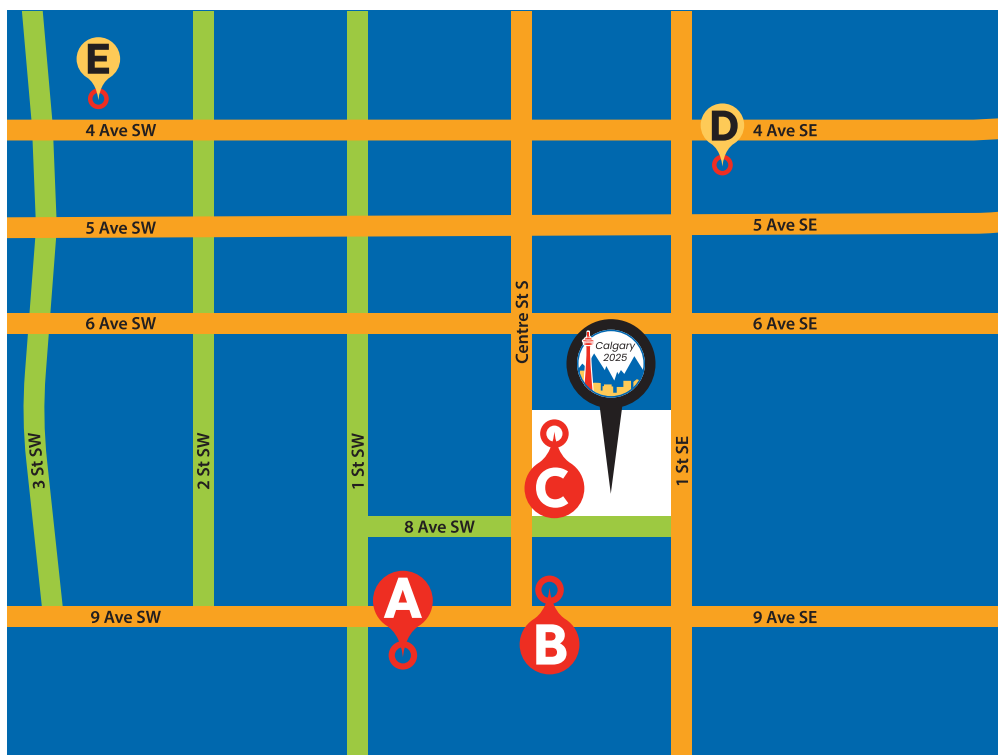 E
D
4 Ave SW
4 Ave SE
5 Ave SW
5 Ave SE
6 Ave SW
6 Ave SE
Centre St S
Calgary
2025
3 St SW
2 St SW
1 St SW
1 St SE
C
8 Ave SW
A
9 Ave SW
9 Ave SE
B